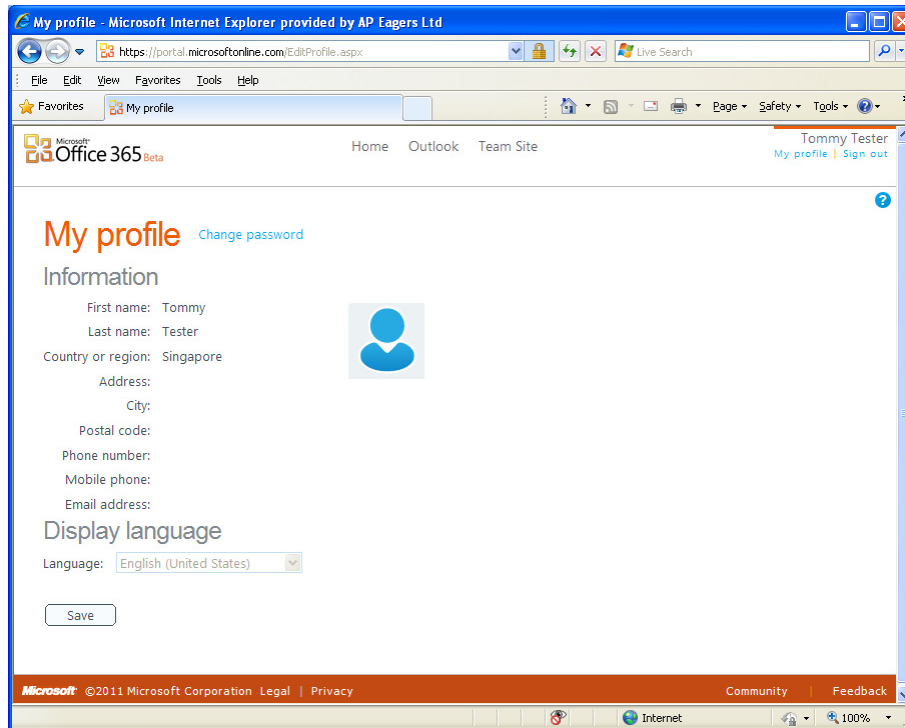 My profile - Microsoft Internet Explorer provided by AP Eagers Ltd
https://portal.microsoftonline.com/EditProfile.aspx
Live Search
File Edit View Favorites Tools Help
Favorites My profile Page Safety Tools
Microsoft
Office 365 Beta
Home Outlook Team Site
Tommy Tester
My profile | Sign out
?
My profile Change password
Information
First name: Tommy
Last name: Tester
Country or region: Singapore
Address:
City:
Postal code:
Phone number:
Mobile phone:
Email address:
Display language
Language: English (United States)
Save
Microsoft ©2011 Microsoft Corporation Legal | Privacy Community | Feedback
Internet 100%